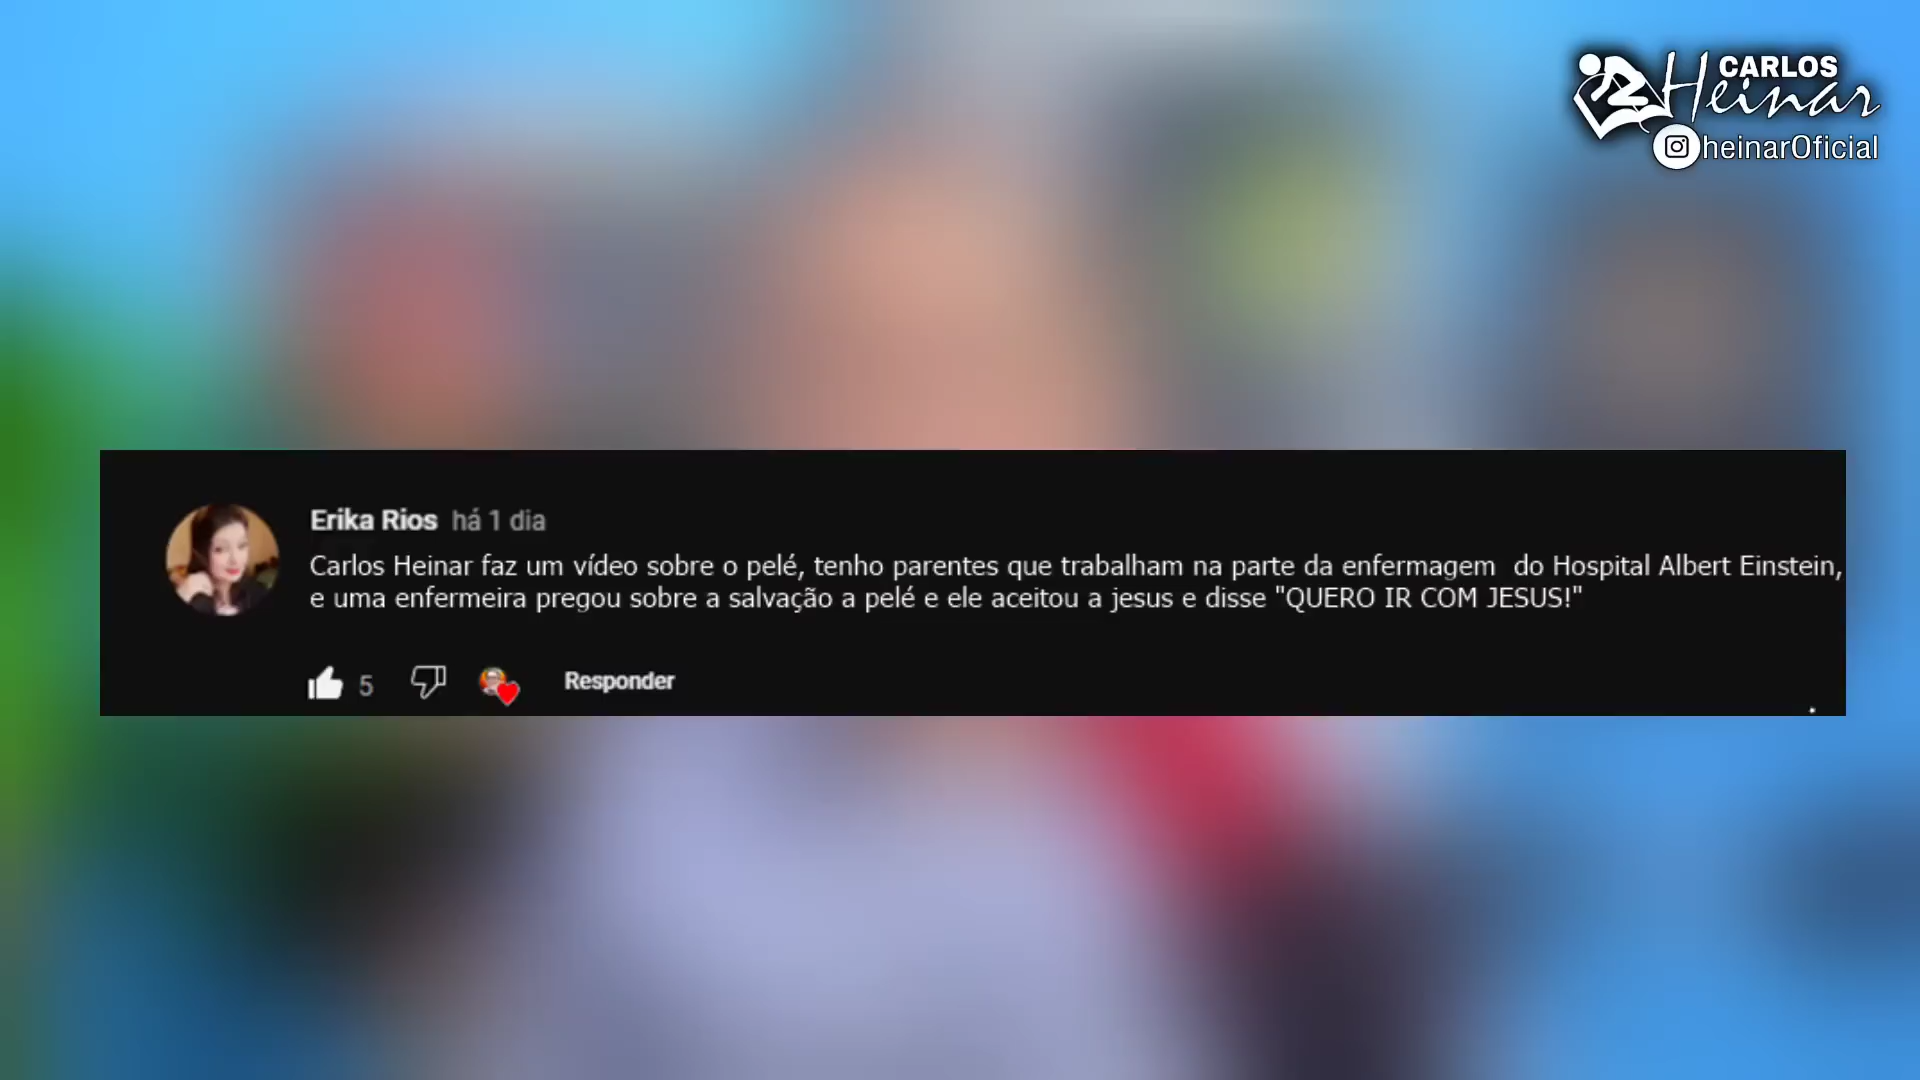 CARLOS
Heinar
heinarOficial
Erika Rios há 1 dia
Carlos Heinar faz um vídeo sobre o pelé, tenho parentes que trabalham na parte da enfermagem  do Hospital Albert Einstein,
e uma enfermeira pregou sobre a salvação a pelé e ele aceitou a jesus e disse "QUERO IR COM JESUS!"
5 Responder